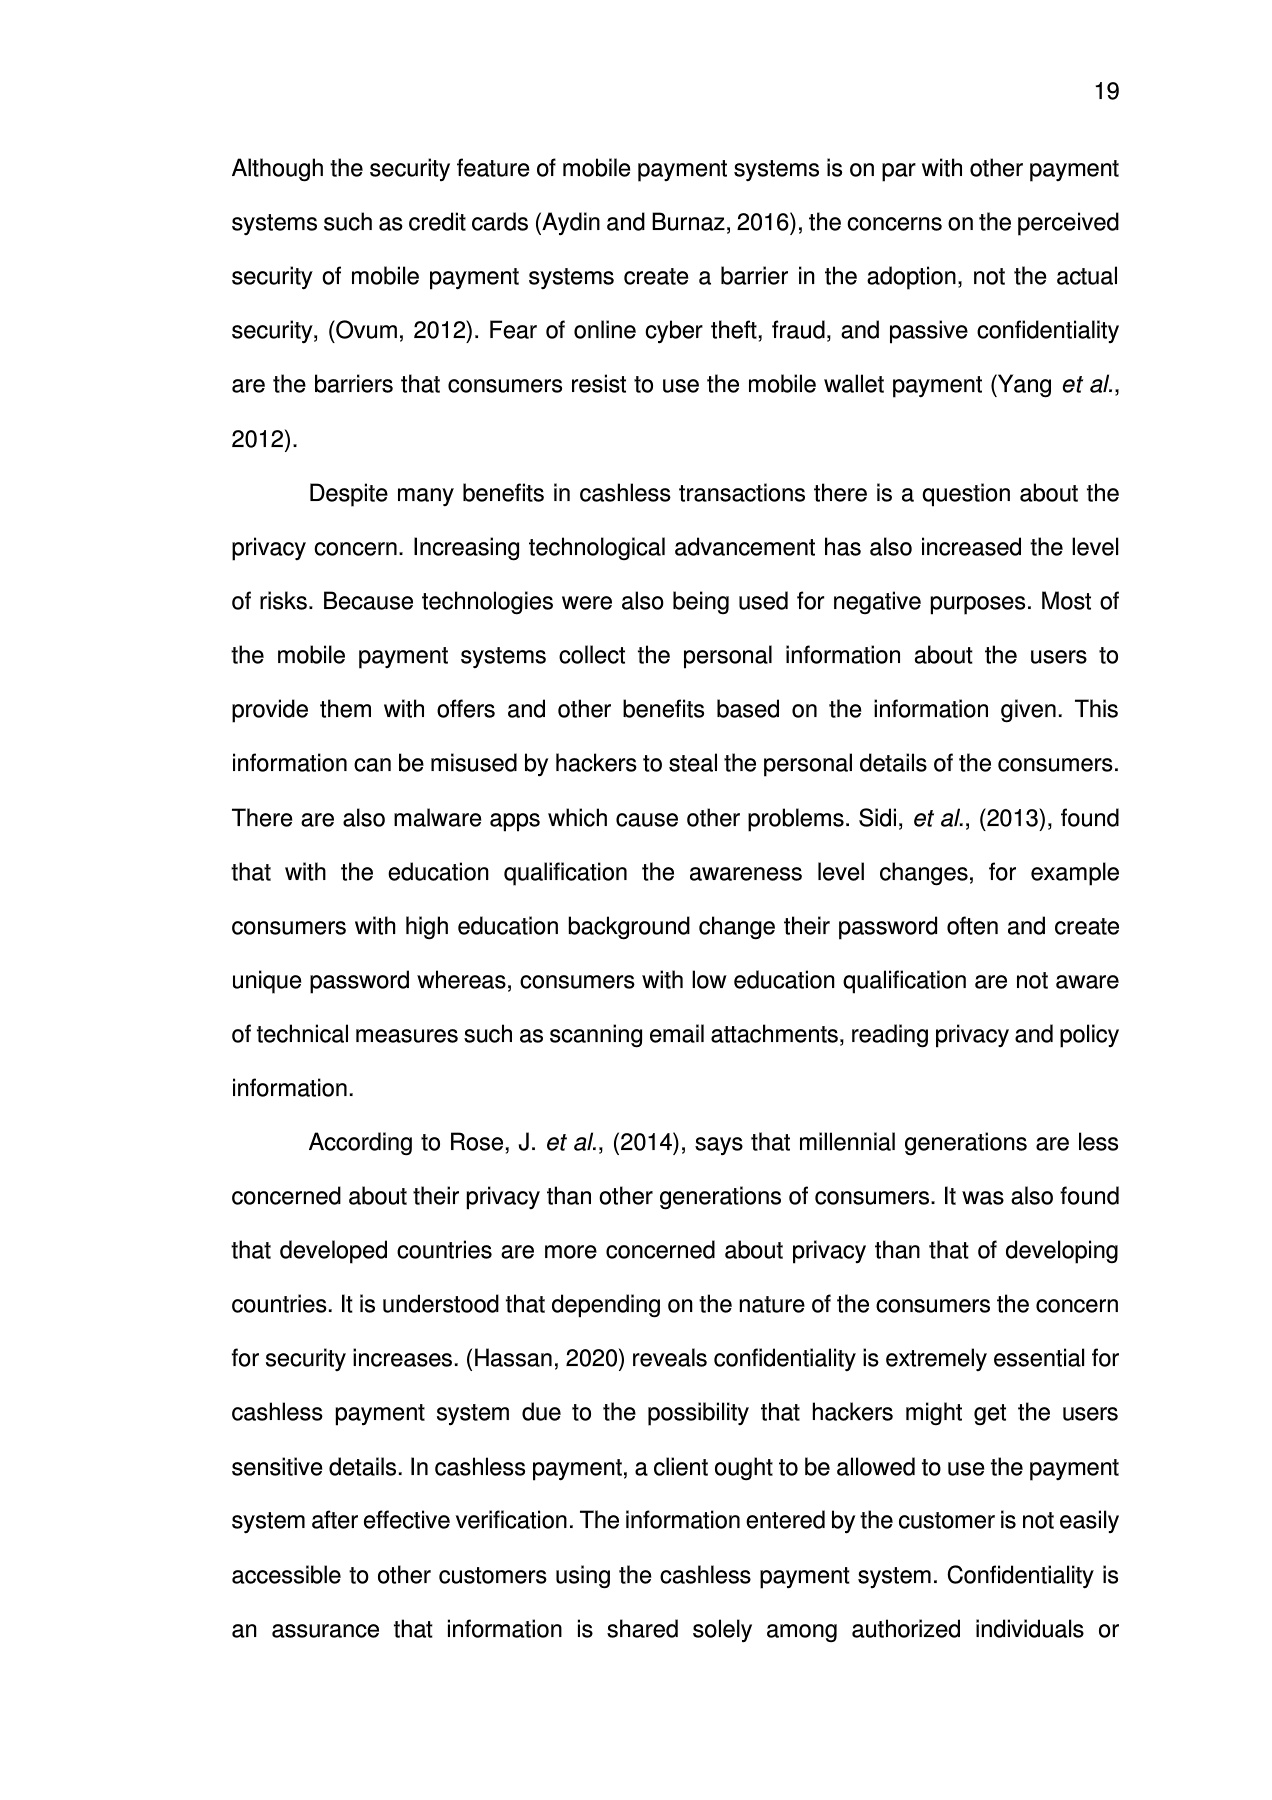 19
Although the security feature of mobile payment systems is on par with other payment
systems such as credit cards (Aydin and Burnaz, 2016), the concerns on the perceived
security of mobile payment systems create a barrier in the adoption, not the actual
security, (Ovum, 2012). Fear of online cyber theft, fraud, and passive confidentiality
are the barriers that consumers resist to use the mobile wallet payment (Yang et al.,
2012).
Despite many benefits in cashless transactions there is a question about the
privacy concern. Increasing technological advancement has also increased the level
of risks. Because technologies were also being used for negative purposes. Most of
the mobile payment systems collect the personal information about the users to
provide them with offers and other benefits based on the information given. This
information can be misused by hackers to steal the personal details of the consumers.
There are also malware apps which cause other problems. Sidi, et al., (2013), found
that with the education qualification the awareness level changes, for example
consumers with high education background change their password often and create
unique password whereas, consumers with low education qualification are not aware
of technical measures such as scanning email attachments, reading privacy and policy
information.
According to Rose, J. et al., (2014), says that millennial generations are less
concerned about their privacy than other generations of consumers. It was also found
that developed countries are more concerned about privacy than that of developing
countries. It is understood that depending on the nature of the consumers the concern
for security increases. (Hassan, 2020) reveals confidentiality is extremely essential for
cashless payment system due to the possibility that hackers might get the users
sensitive details. In cashless payment, a client ought to be allowed to use the payment
system after effective verification. The information entered by the customer is not easily
accessible to other customers using the cashless payment system. Confidentiality is
an assurance that information is shared solely among authorized individuals or